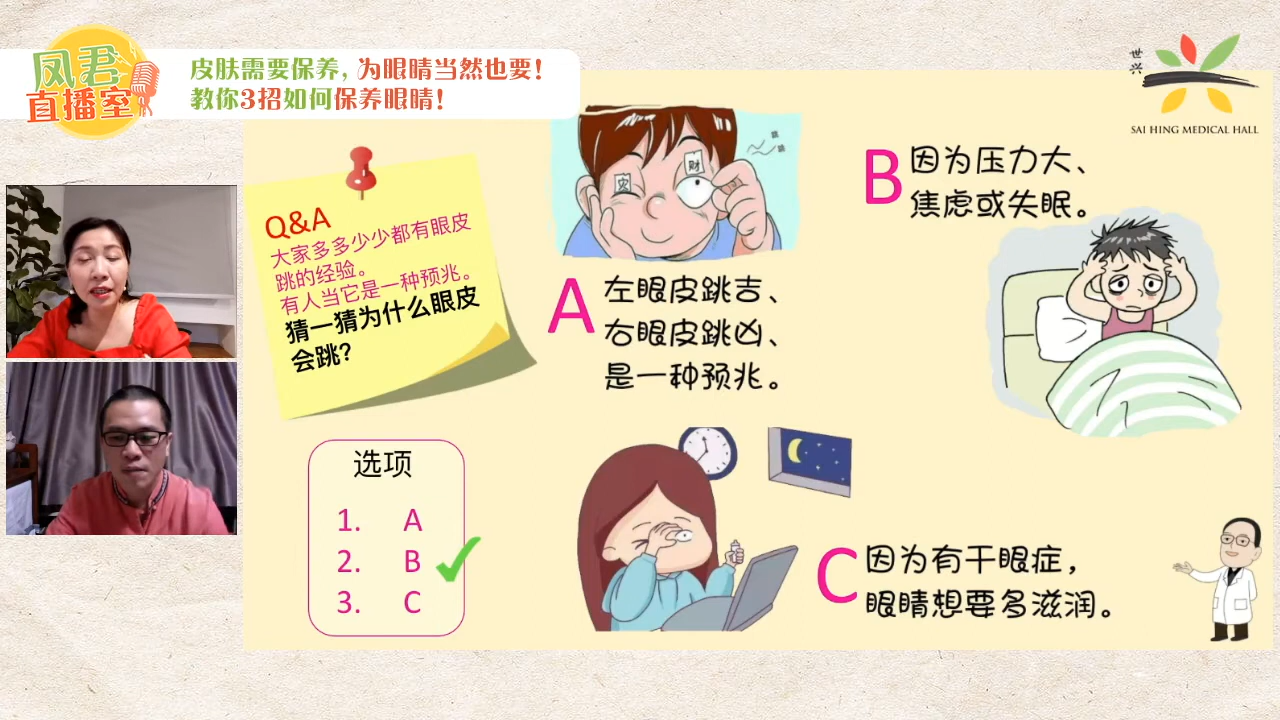 凤君
直播室
皮肤需要保养, 为眼睛当然也要!
教你3招如何保养眼睛!
世兴
SAI HING MEDICAL HALL
Q&A
大家多多少少都有眼皮
跳的经验。
有人当它是一种预兆。
猜一猜为什么眼皮
会跳?
灾
财
跳
跳
A
左眼皮跳吉、
右眼皮跳凶、
是一种预兆。
B
因为压力大、
焦虑或失眠。
选项
1. A
2. B
3. C
C
因为有干眼症，
眼睛想要多滋润。